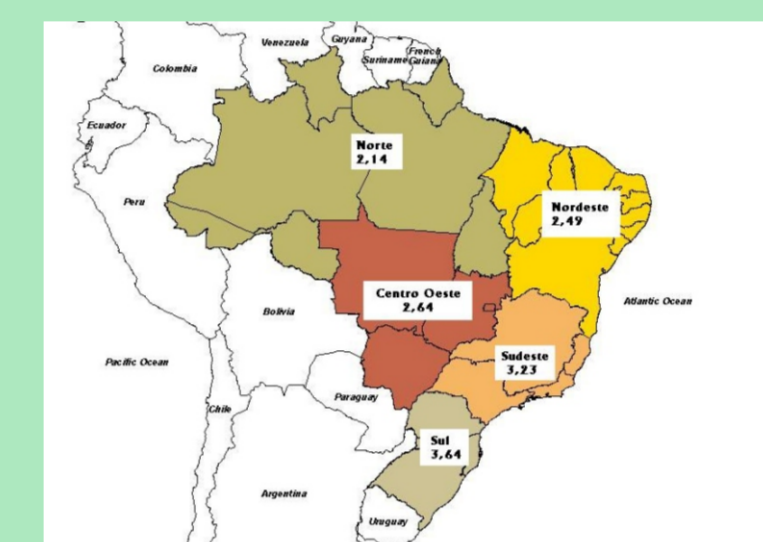 Venezuela
Guyana
Suriname
French
Guiana
Colombia
Ecuador
Norte
2,14
Peru
Nordeste
2,49
Centro Oeste
2,64
Bolivia
Atlantic Ocean
Sudeste
3,23
Pacific Ocean
Paraguay
Chile
Sul
3,64
Argentina
Uruguay